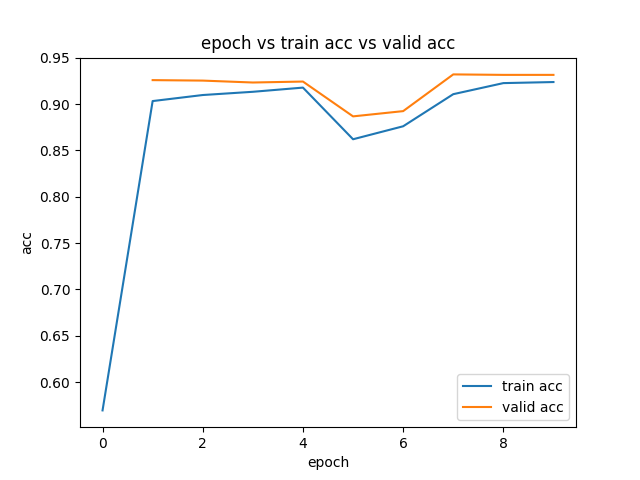 epoch vs train acc vs valid acc
0.95
0.90
0.85
0.80
0.75
0.70
0.65
0.60
acc
0 2 4 6 8
epoch
train acc
valid acc